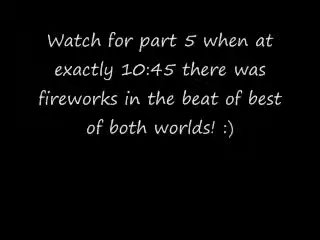 Watch for part 5 when at
exactly 10:45 there was
fireworks in the beat of best
of both worlds! :)